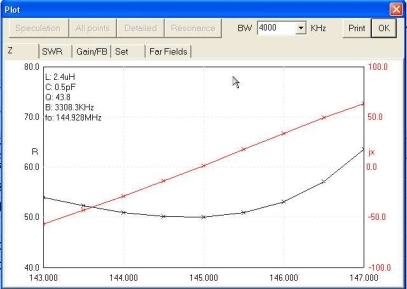 Plot
Speculation All points Detailed Resonance BW 4000 KHz Print OK
Z SWR Gain/FB Set Far Fields
80.0 100.0
L: 2.4uH
C: 0.5pF
Q: 43.8
B: 3308.3KHz
fo: 144.928MHz
70.0 50.0
R jx
60.0 0.0
50.0 -50.0
40.0 -100.0
143.000 144.000 145.000 146.000 147.000